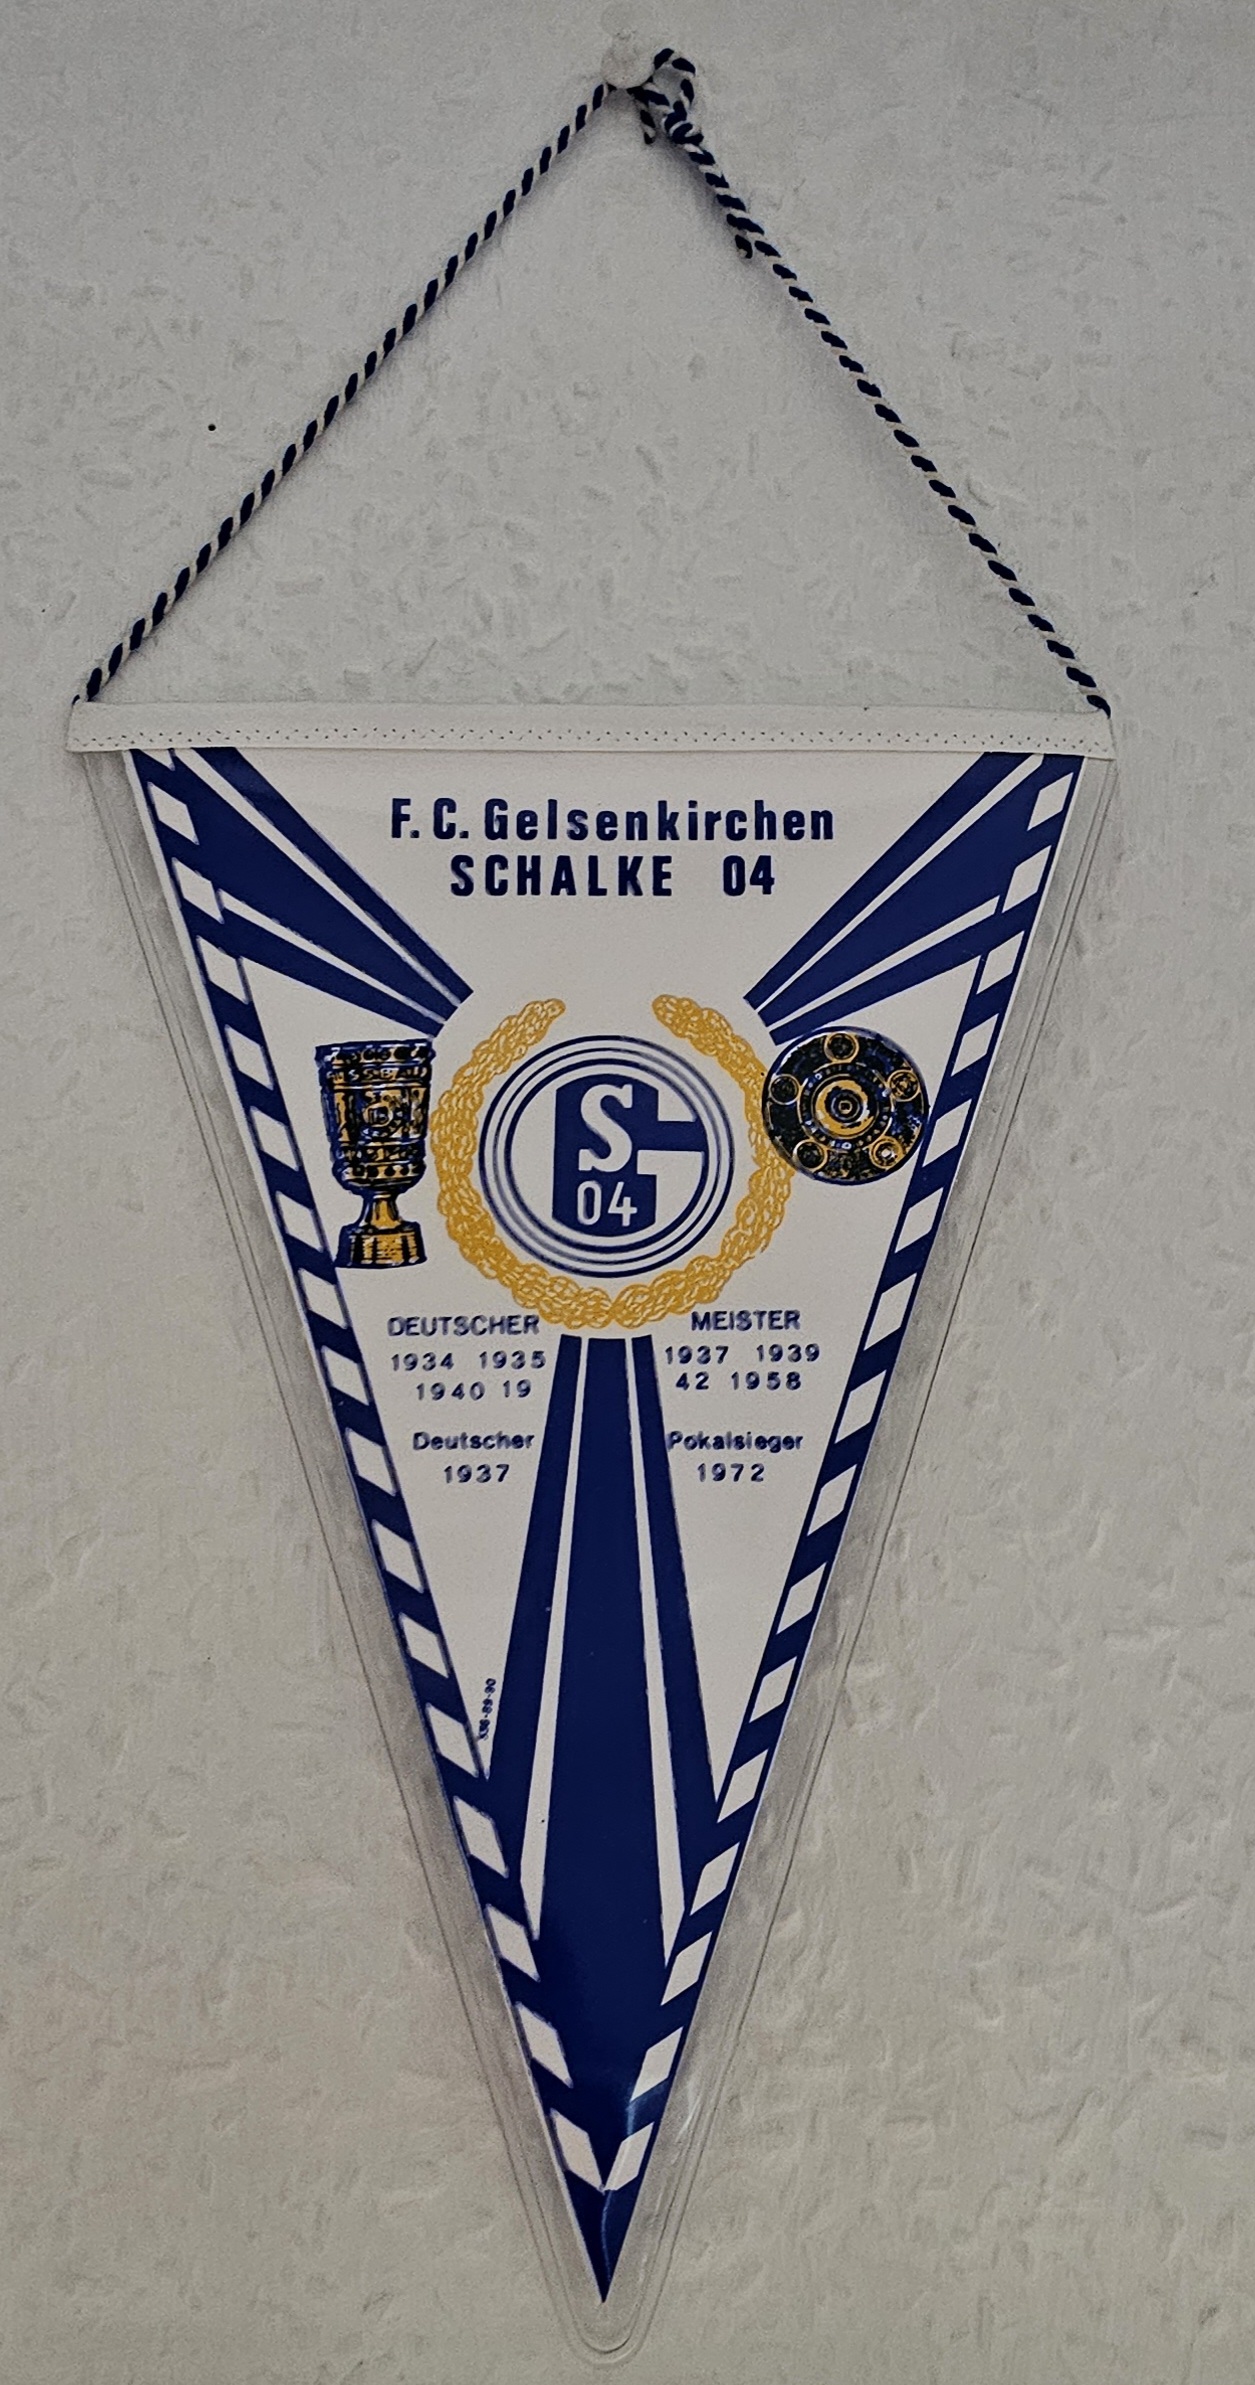 F.C. Gelsenkirchen
SCHALKE 04
S
04
DEUTSCHER MEISTER
1934 1935 1937 1939
1940 19 42 1958
Deutscher Pokalsieger
1937 1972